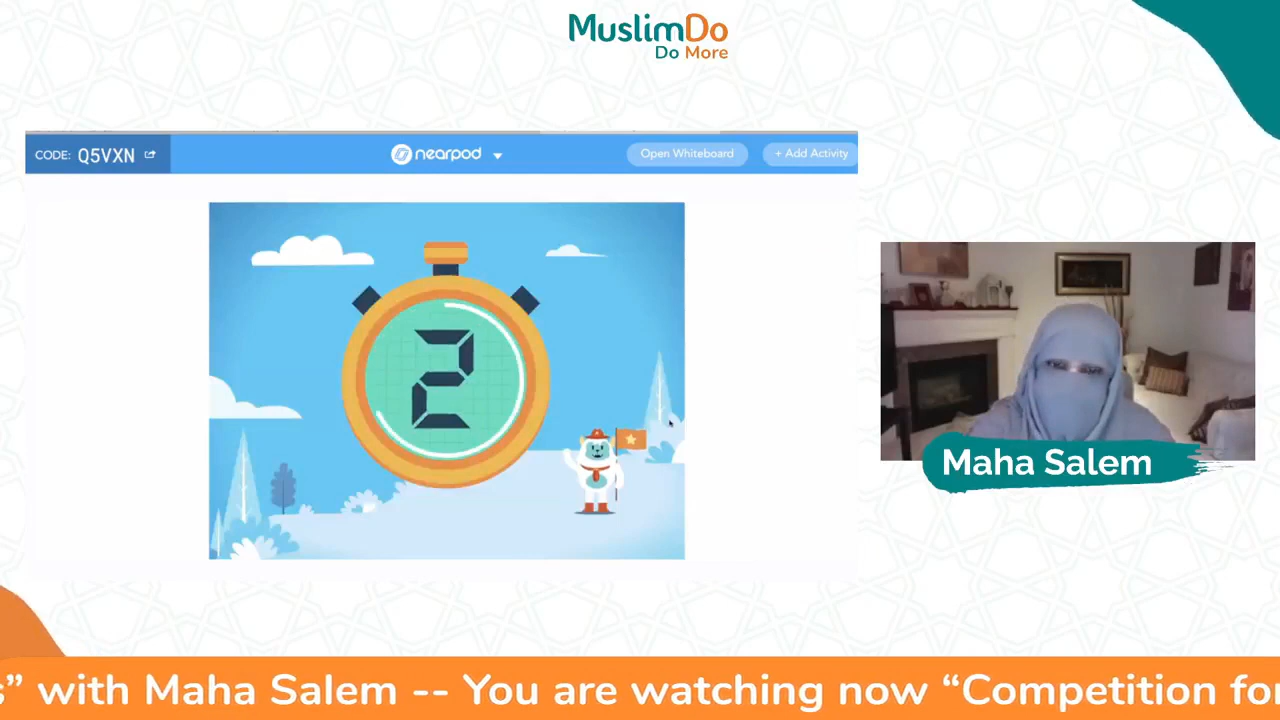 MuslimDo
Do More
CODE: Q5VXN
nearpod
Open Whiteboard
+ Add Activity
2
Maha Salem
s” with Maha Salem -- You are watching now “Competition for